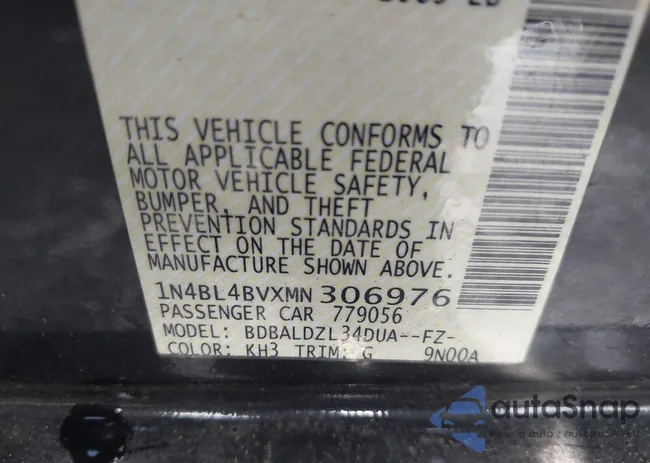 THIS VEHICLE CONFORMS TO
ALL APPLICABLE FEDERAL
MOTOR VEHICLE SAFETY,
BUMPER, AND THEFT
PREVENTION STANDARDS IN
EFFECT ON THE DATE OF
MANUFACTURE SHOWN ABOVE.
1N4BL4BVXMN306976
PASSENGER CAR 779056
MODEL: BDBALDZL34DUA--FZ-
COLOR: KH3 TRIM: G 9N00A
autaSnap